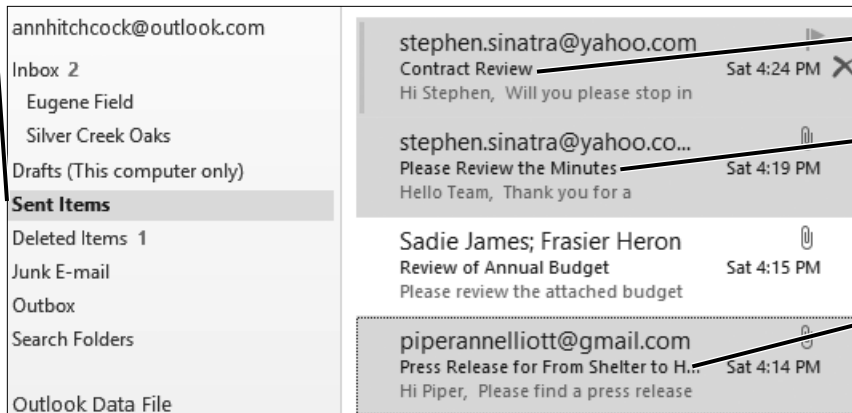 annhitchcock@outlook.com
Inbox 2
Eugene Field
Silver Creek Oaks
Drafts (This computer only)
Sent Items
Deleted Items 1
Junk E-mail
Outbox
Search Folders
Outlook Data File
stephen.sinatra@yahoo.com
Contract Review Sat 4:24 PM
Hi Stephen, Will you please stop in
stephen.sinatra@yahoo.co...
Please Review the Minutes Sat 4:19 PM
Hello Team, Thank you for a
Sadie James; Frasier Heron
Review of Annual Budget Sat 4:15 PM
Please review the attached budget
piperannelliott@gmail.com
Press Release for From Shelter to H... Sat 4:14 PM
Hi Piper, Please find a press release